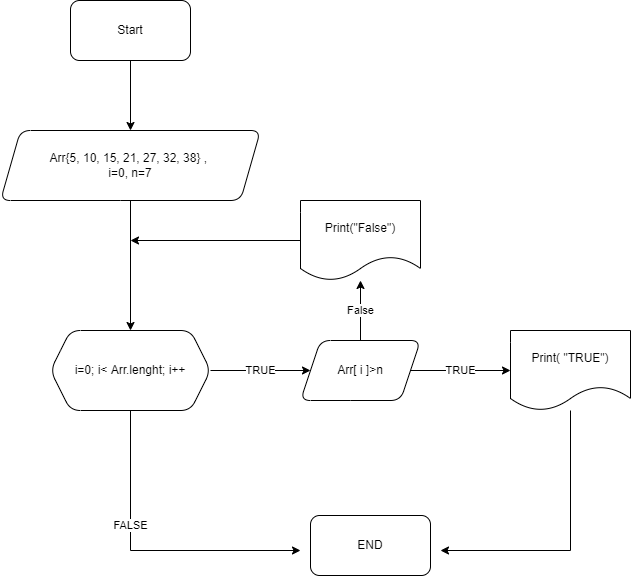 Start
Arr{5, 10, 15, 21, 27, 32, 38} ,
i=0, n=7
Print("False")
False
i=0; i< Arr.lenght; i++
TRUE
Arr[ i ]>n
TRUE
Print( "TRUE")
FALSE
END